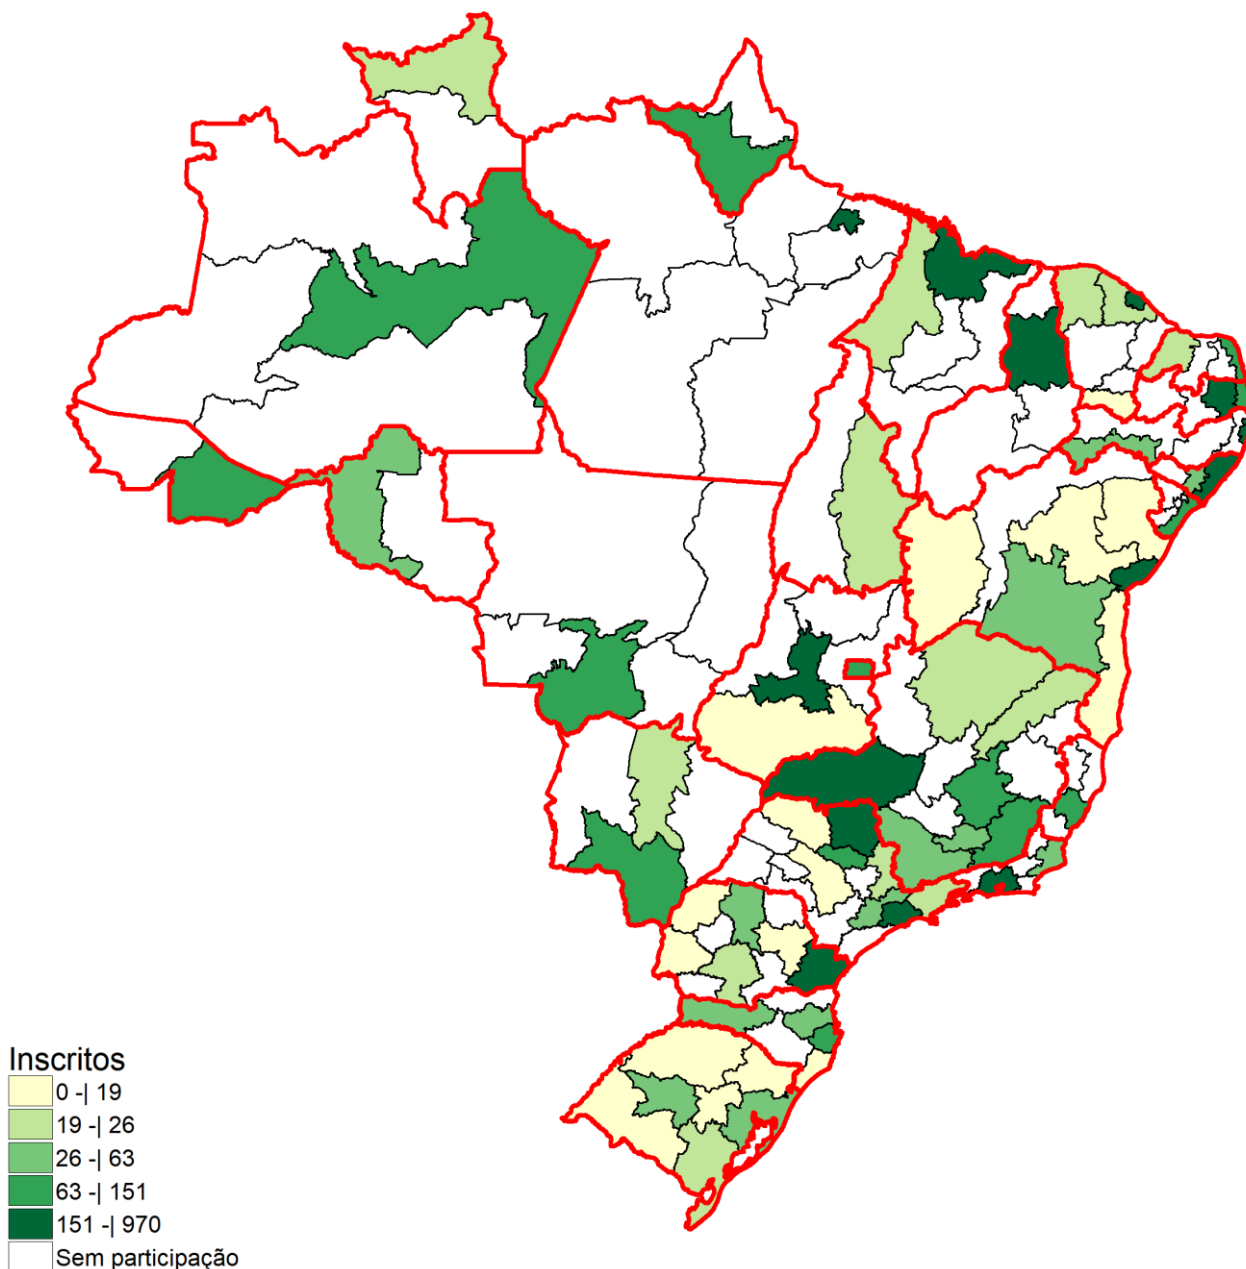 Inscritos
0 -| 19
19 -| 26
26 -| 63
63 -| 151
151 -| 970
Sem participação